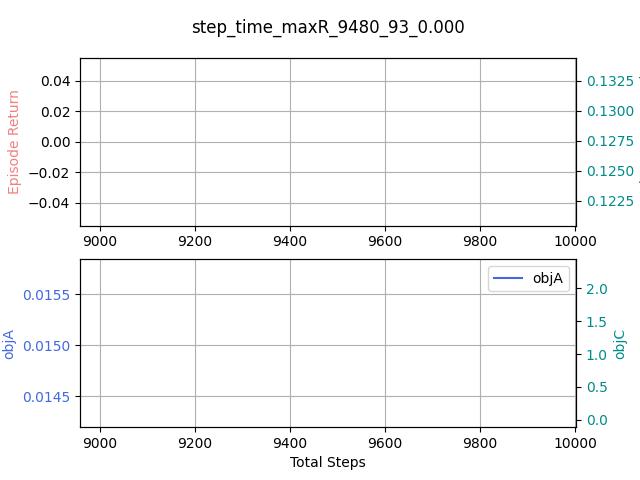 step_time_maxR_9480_93_0.000
0.04
0.02
0.00
−0.02
−0.04
Episode Return
0.1325
0.1300
0.1275
0.1250
0.1225
9000 9200 9400 9600 9800 10000
objA
0.0155
0.0150
0.0145
objA
2.0
1.5
1.0
0.5
0.0
objC
9000 9200 9400 9600 9800 10000
Total Steps